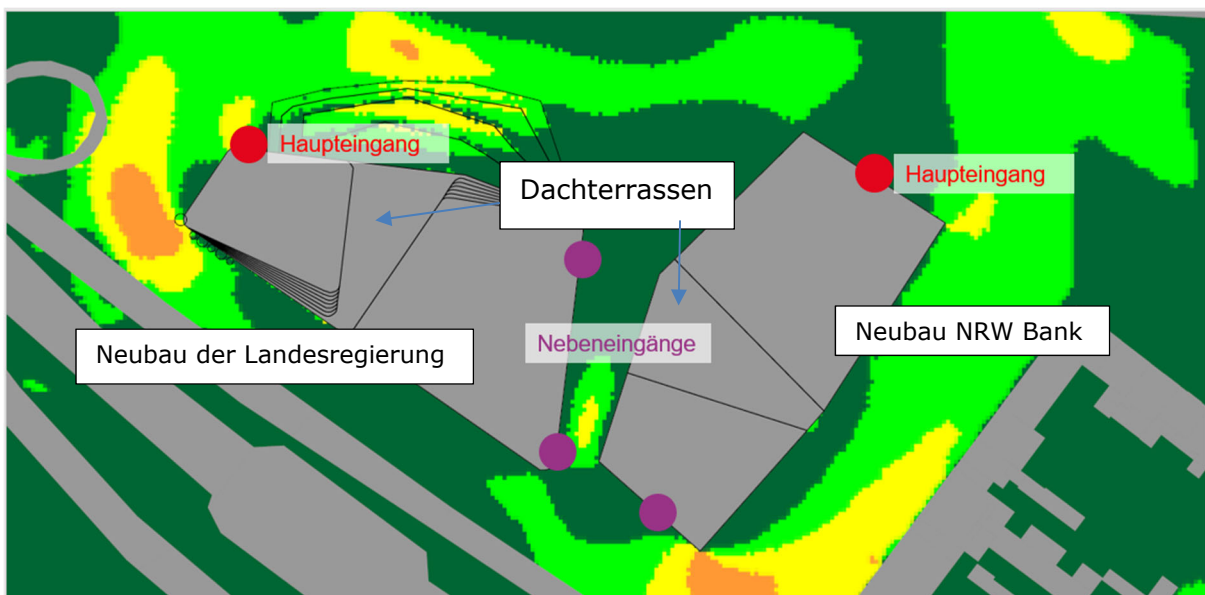 Haupteingang
Dachterrassen
Haupteingang
Neubau der Landesregierung
Nebeneingänge
Neubau NRW Bank